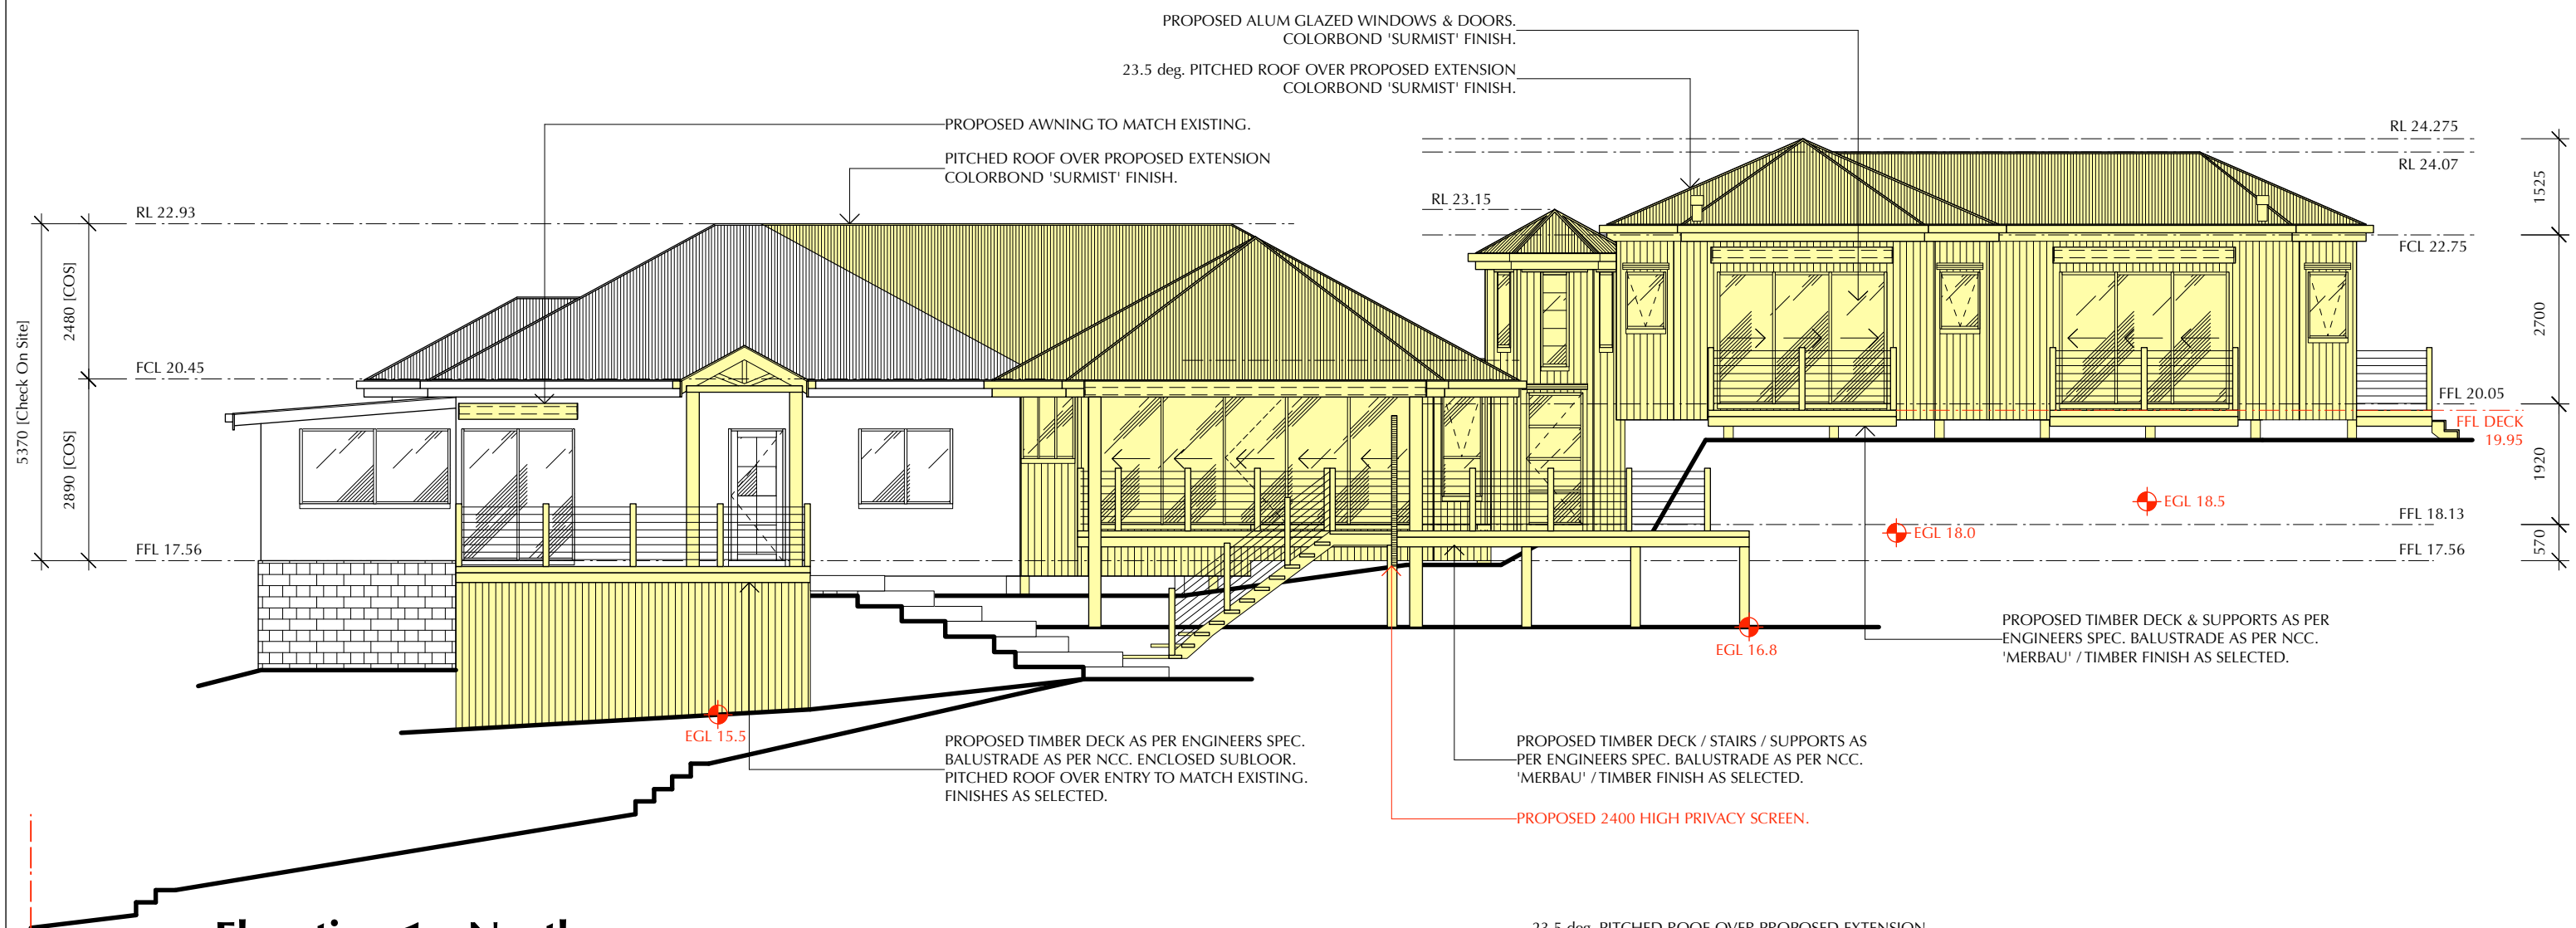 PROPOSED ALUM GLAZED WINDOWS & DOORS.
COLORBOND 'SURMIST' FINISH.
23.5 deg. PITCHED ROOF OVER PROPOSED EXTENSION
COLORBOND 'SURMIST' FINISH.
PROPOSED AWNING TO MATCH EXISTING.
PITCHED ROOF OVER PROPOSED EXTENSION
COLORBOND 'SURMIST' FINISH.
RL 24.275
RL 24.07
RL 23.15
RL 22.93
FCL 22.75
FCL 20.45
FFL 20.05
FFL DECK
19.95
FFL 18.13
FFL 17.56
FFL 17.56
5370 [Check On Site]
2480 [COS]
2890 [COS]
1525
2700
1920
570
EGL 18.5
EGL 18.0
EGL 16.8
EGL 15.5
PROPOSED TIMBER DECK & SUPPORTS AS PER
ENGINEERS SPEC. BALUSTRADE AS PER NCC.
'MERBAU' / TIMBER FINISH AS SELECTED.
PROPOSED TIMBER DECK AS PER ENGINEERS SPEC.
BALUSTRADE AS PER NCC. ENCLOSED SUBLOOR.
PITCHED ROOF OVER ENTRY TO MATCH EXISTING.
FINISHES AS SELECTED.
PROPOSED TIMBER DECK / STAIRS / SUPPORTS AS
PER ENGINEERS SPEC. BALUSTRADE AS PER NCC.
'MERBAU' / TIMBER FINISH AS SELECTED.
PROPOSED 2400 HIGH PRIVACY SCREEN.
23.5 deg. PITCHED ROOF OVER PROPOSED EXTENSION